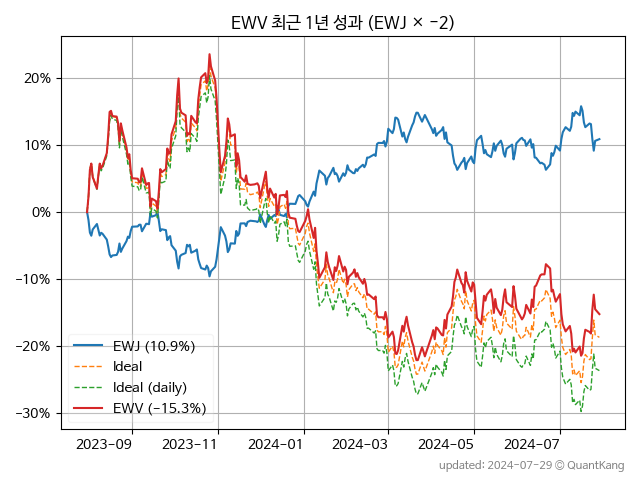 EWV 최근 1년 성과 (EWJ × −2)
20%
10%
0%
−10%
−20%
−30%
EWJ (10.9%)
Ideal
Ideal (daily)
EWV (−15.3%)
2023−09
2023−11
2024−01
2024−03
2024−05
2024−07
updated: 2024-07-29 © QuantKang